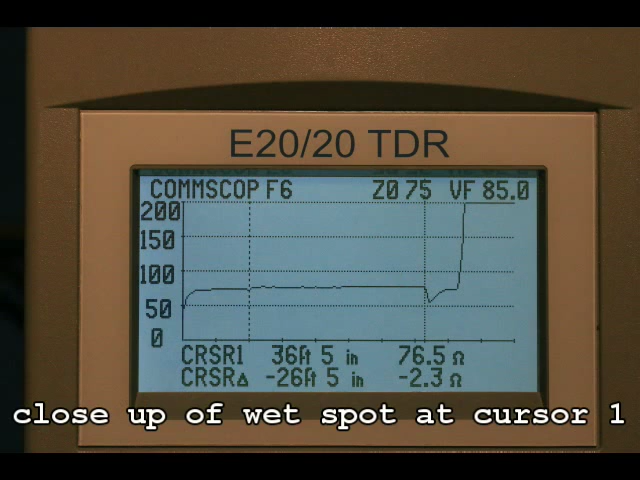 E20/20 TDR
COMMSCOP F6 Z0 75 VF 85.0
200
150
100
50
0
CRSR1 36ft 5 in 76.5 Ω
CRSRΔ -26ft 5 in -2.3 Ω
close up of wet spot at cursor 1